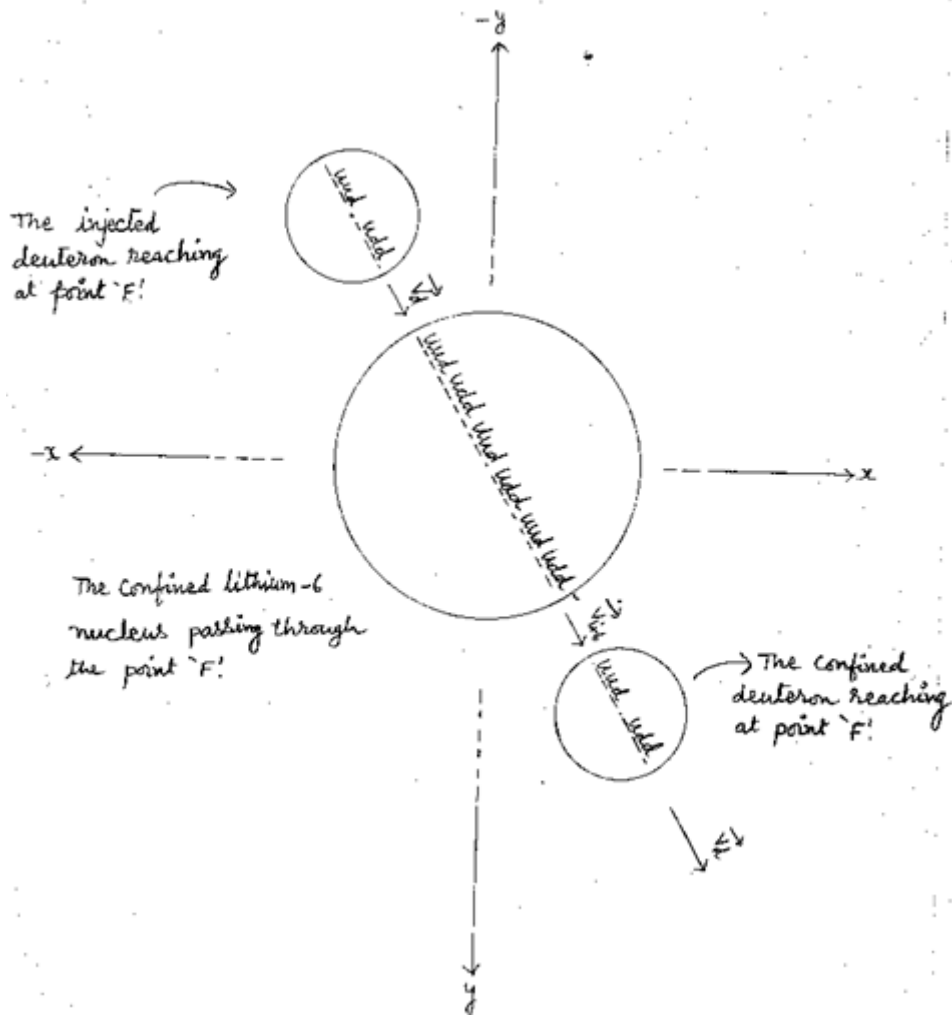 -y
The injected
deuteron reaching
at point `F'.
uud udd
V⃗d
uud udd uud udd uud udd
-x
x
The Confined lithium-6
nucleus passing through
the point `F'.
The Confined
deuteron reaching
at point `F'.
uud udd
y